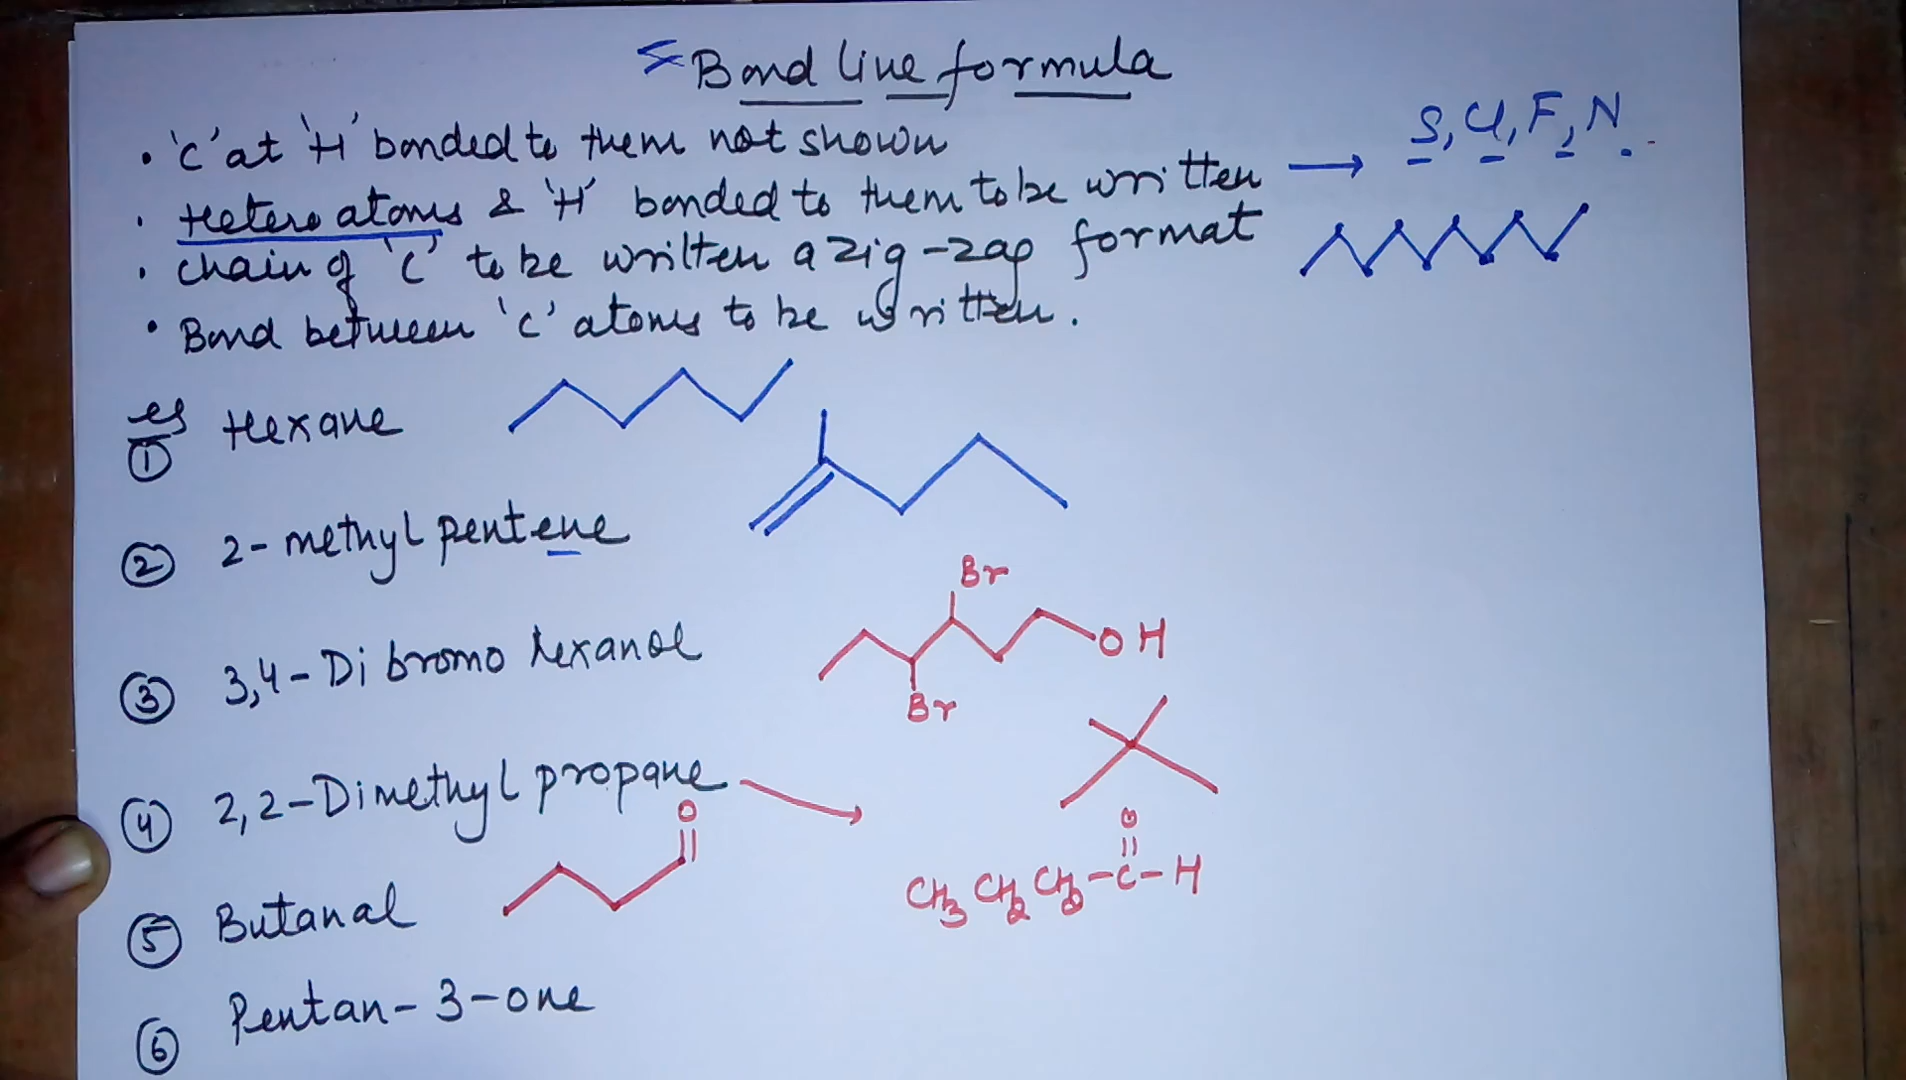 Bond line formula
• 'C' at 'H' bonded to them not shown
• Hetero atoms & 'H' bonded to them to be written → S, Cl, F, N.
• chain of 'C' to be written a zig-zag format
• Bond between 'C' atoms to be written.
eg
① Hexane
② 2-methyl pentene
Br
③ 3,4-Di bromo hexanol
OH
Br
④ 2,2-Dimethyl propane →
O
O
CH3 CH2 CH2-C-H
⑤ Butanal
⑥ Pentan-3-one